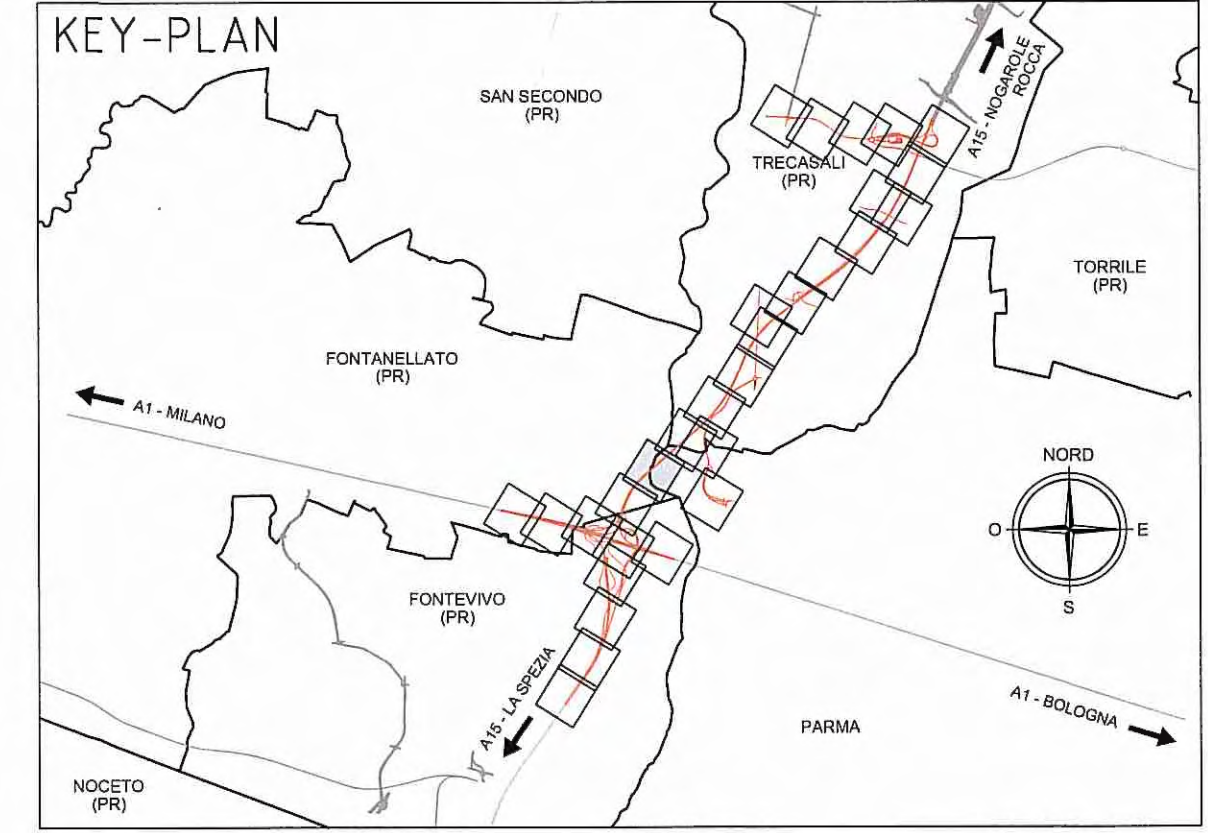 KEY-PLAN
SAN SECONDO
(PR)
A15 - NOGAROLE
ROCCA
TRECASALI
(PR)
TORRILE
(PR)
FONTANELLATO
(PR)
A1 - MILANO
NORD
O
E
S
FONTEVIVO
(PR)
A15 - LA SPEZIA
A1 - BOLOGNA
PARMA
NOCETO
(PR)